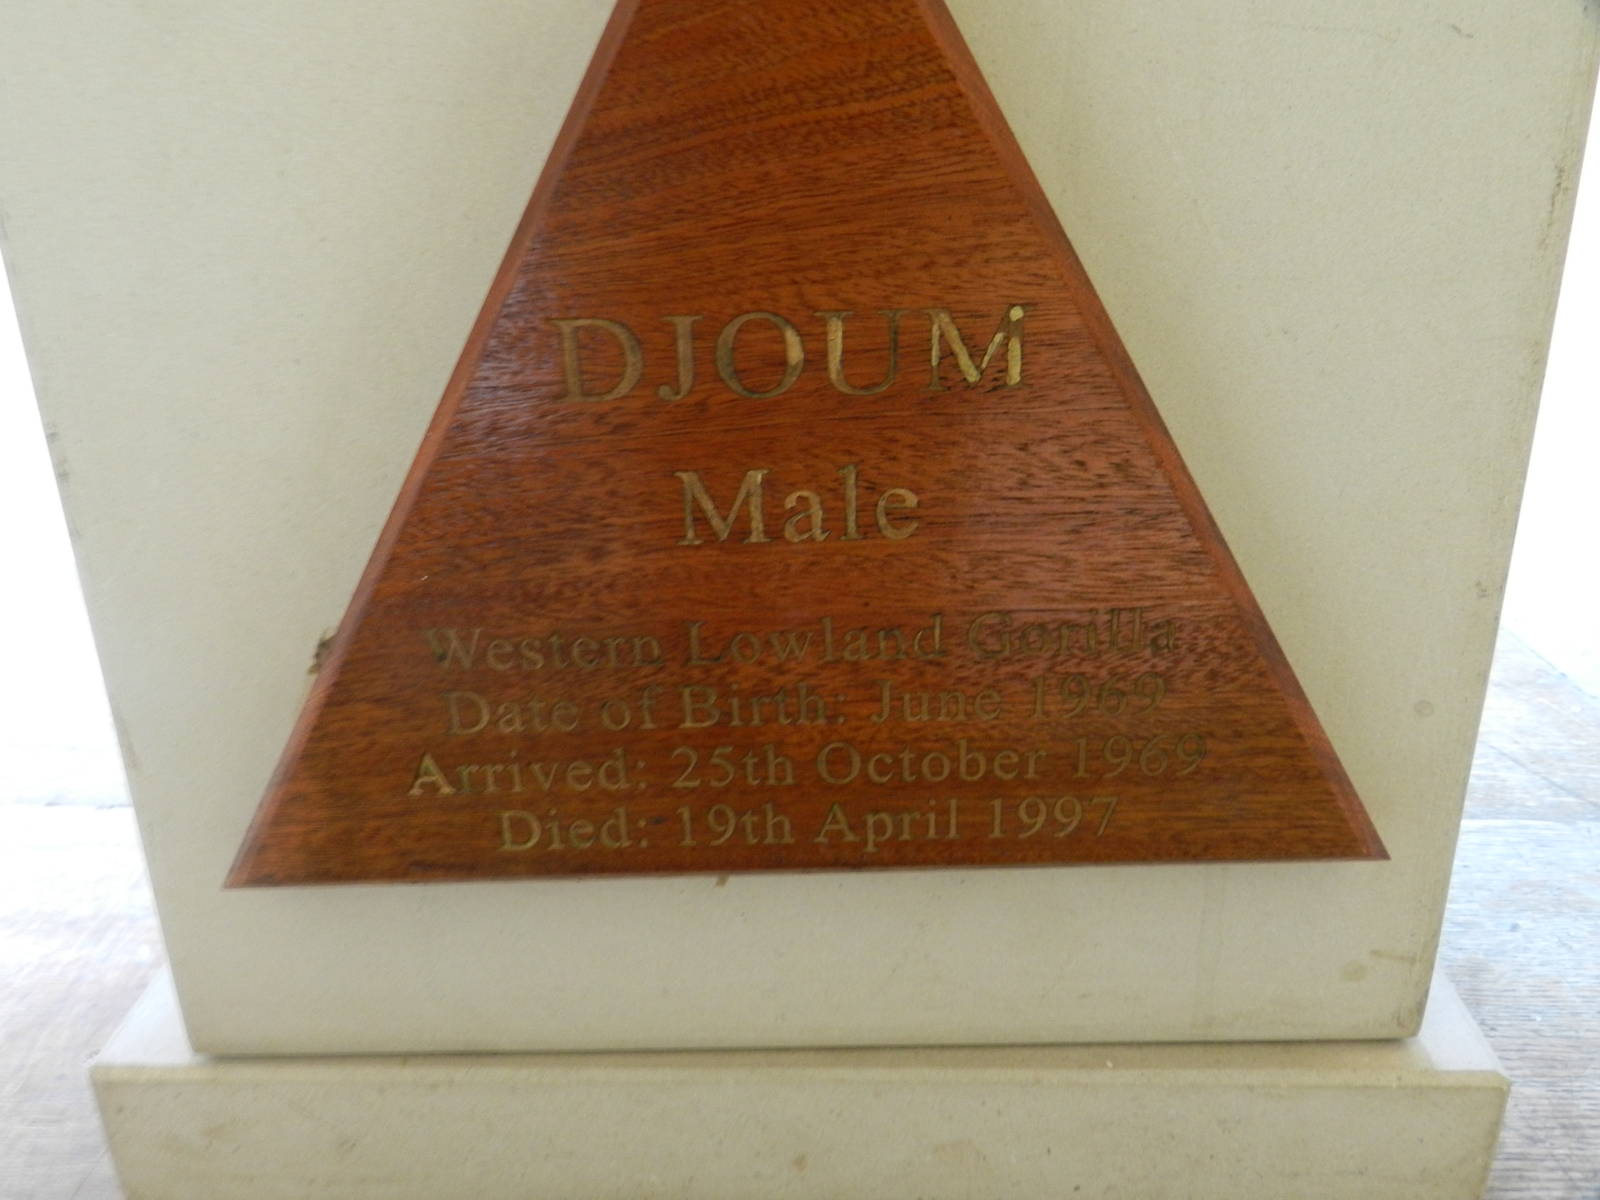 DJOUM
Male
Western Lowland Gorilla
Date of Birth: June 1969
Arrived: 25th October 1969
Died: 19th April 1997